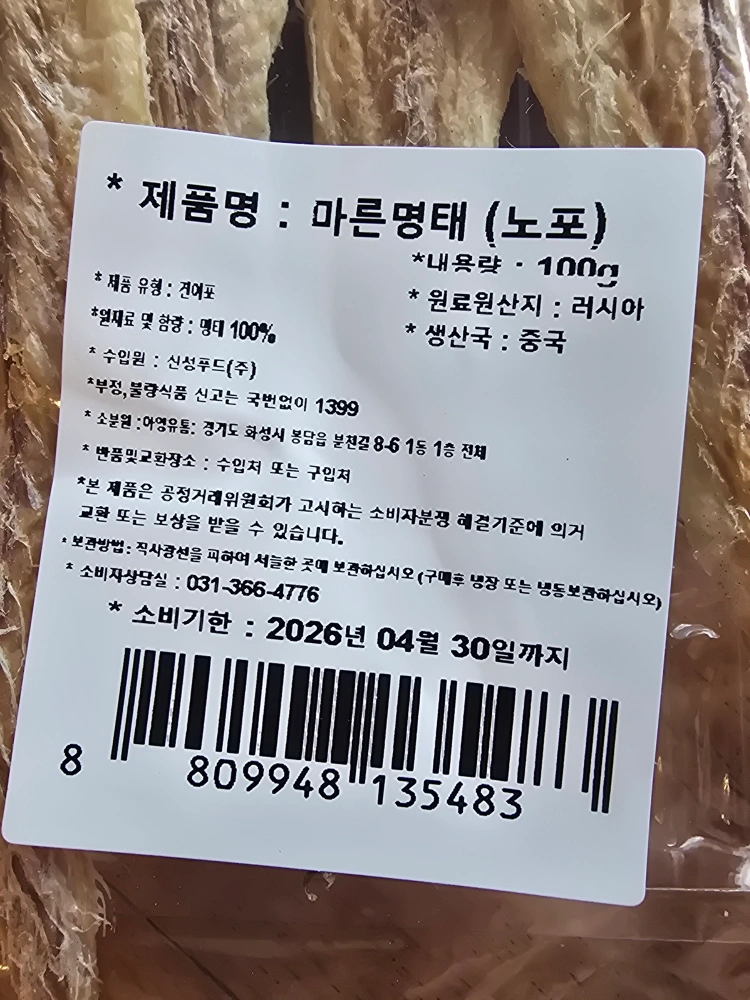 * 제품명 : 마른명태 (노포)
*내용량 : 100g
* 제품 유형 : 건어포
* 원료원산지 : 러시아
*원재료 및 함량 : 명태 100%
* 생산국 : 중국
* 수입원 : 신성푸드(주)
*부정,불량식품 신고는 국번없이 1399
* 소분원 :아영유통: 경기도 화성시 봉담읍 분천길 8-6 1동 1층 전체
* 반품및교환장소 : 수입처 또는 구입처
*본 제품은 공정거래위원회가 고시하는 소비자분쟁 해결기준에 의거
교환 또는 보상을 받을 수 있습니다.
* 보관방법 : 직사광선을 피하여 서늘한 곳에 보관하십시오 (구매후 냉장 또는 냉동보관하십시오)
* 소비자상담실 : 031-366-4776
* 소비기한 : 2026년 04월 30일까지
8 809948 135483